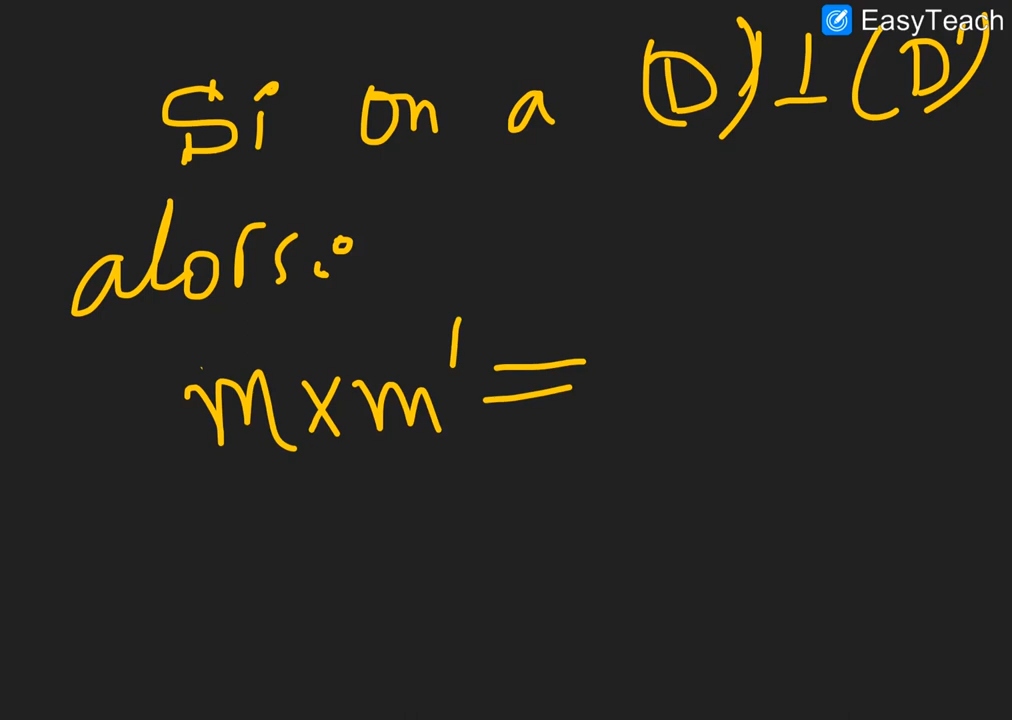 EasyTeach
Si on a (D) ⊥ (D')
alors:
m x m' =